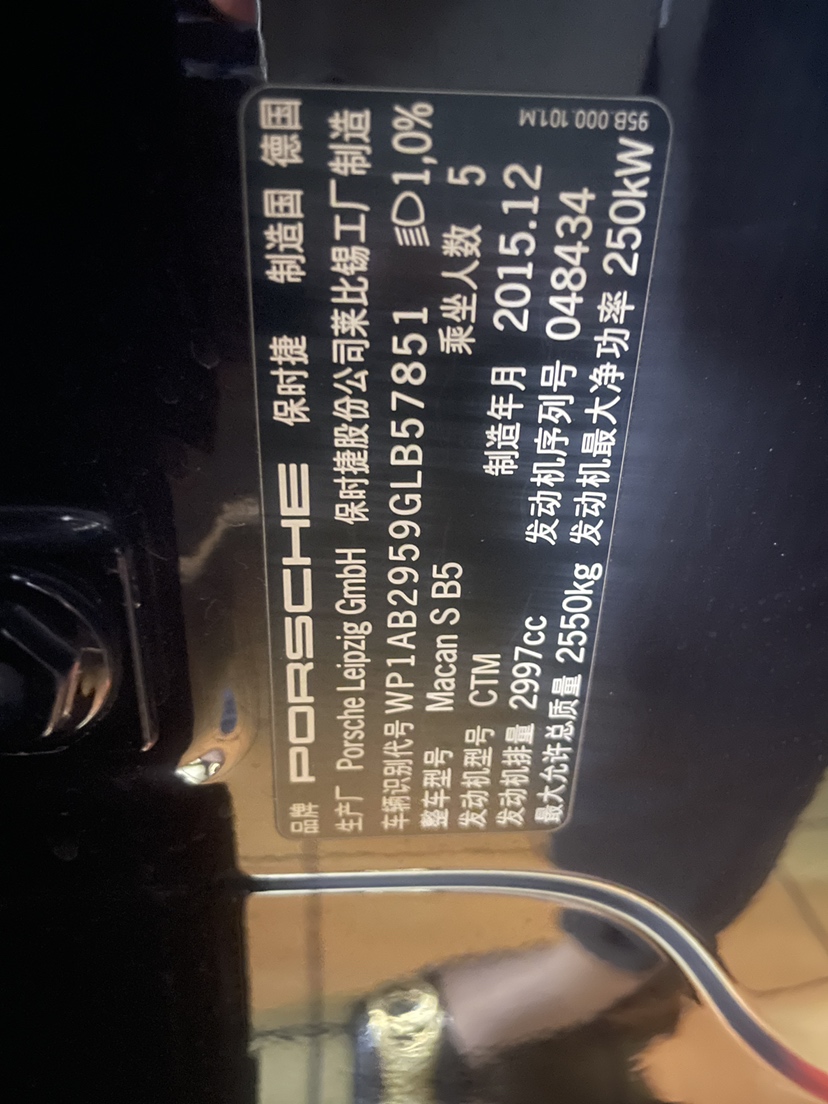 品牌 PORSCHE 保时捷 制造国 德国
生产厂 Porsche Leipzig GmbH 保时捷股份公司莱比锡工厂制造
车辆识别代号 WP1AB2959GLB57851 1,0%
整车型号 Macan S B5 乘坐人数 5
发动机型号 CTM 制造年月 2015.12
发动机排量 2997cc 发动机序列号 048434
最大允许总质量 2550kg 发动机最大净功率 250kW
95B.000.101.M